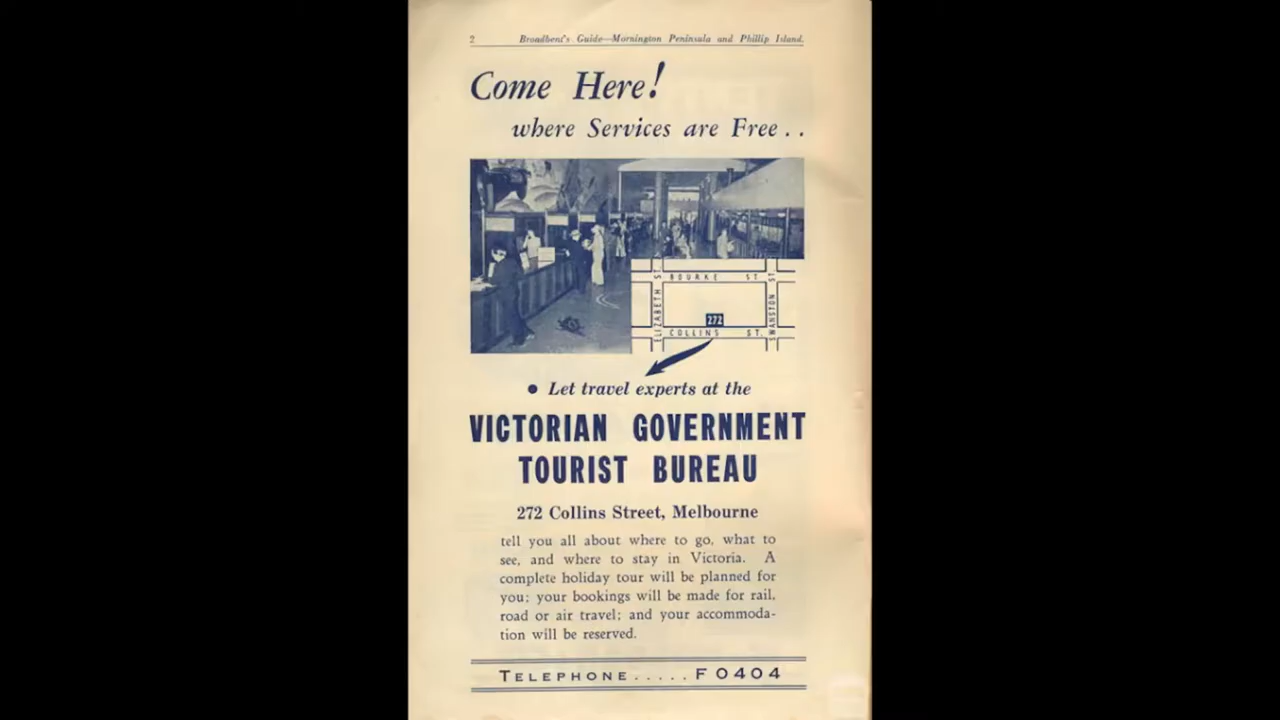 2 Broadbent's Guide—Mornington Peninsula and Phillip Island.
Come Here!
where Services are Free . .
BOURKE ST
ELIZABETH ST
SWANSTON ST
272
COLLINS ST.
● Let travel experts at the
VICTORIAN GOVERNMENT
TOURIST BUREAU
272 Collins Street, Melbourne
tell you all about where to go, what to
see, and where to stay in Victoria. A
complete holiday tour will be planned for
you; your bookings will be made for rail,
road or air travel; and your accommoda-
tion will be reserved.
TELEPHONE . . . . . F 0404